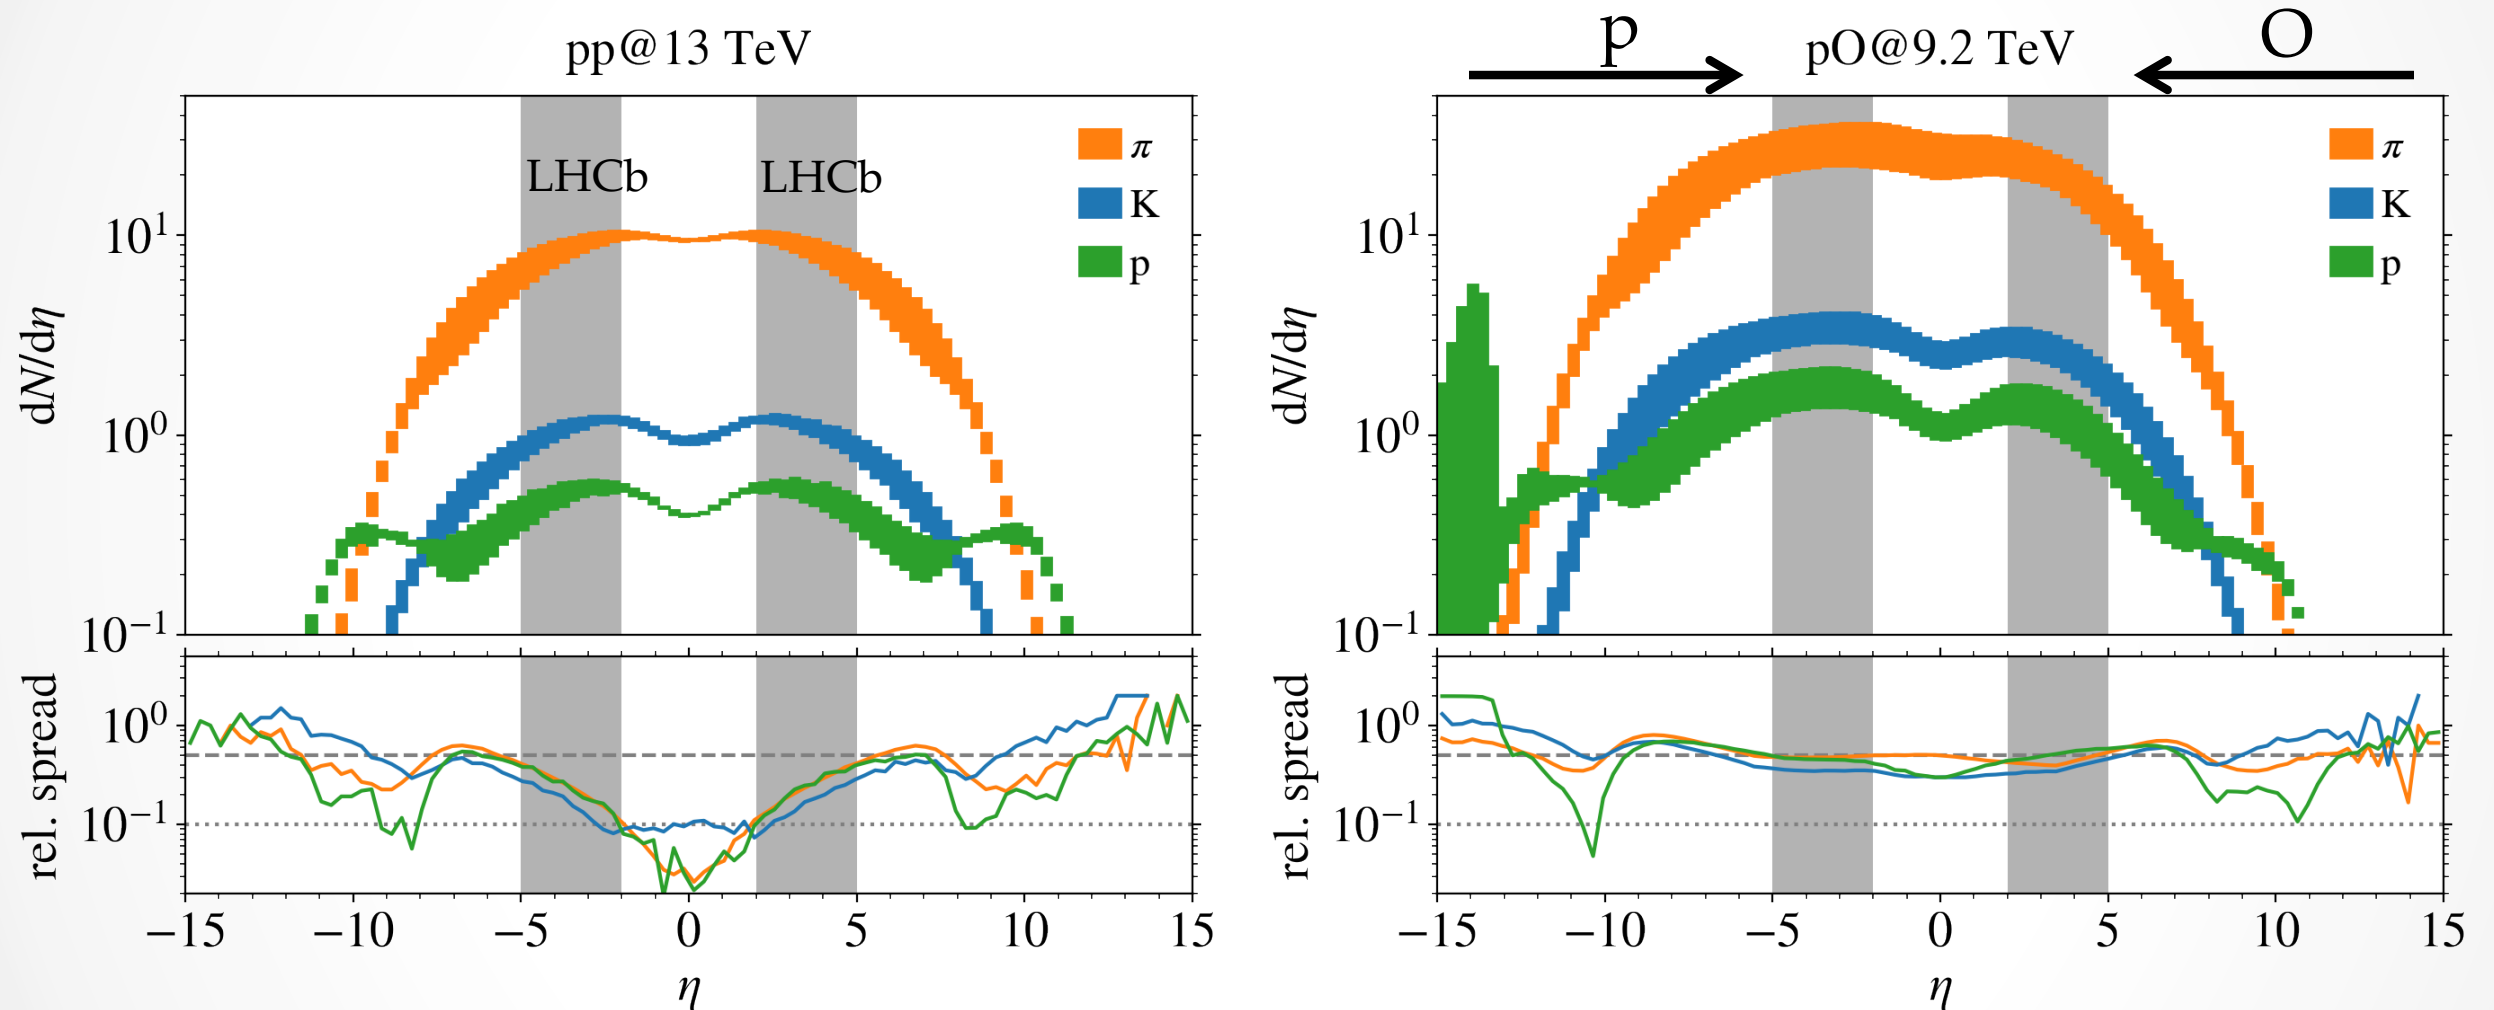 pp@13 TeV
LHCb LHCb
π
K
p
dN/dη
10¹
10⁰
10⁻¹
rel. spread
10⁰
10⁻¹
−15 −10 −5 0 5 10 15
η
p pO@9.2 TeV O
π
K
p
dN/dη
10¹
10⁰
10⁻¹
rel. spread
10⁰
10⁻¹
−15 −10 −5 0 5 10 15
η